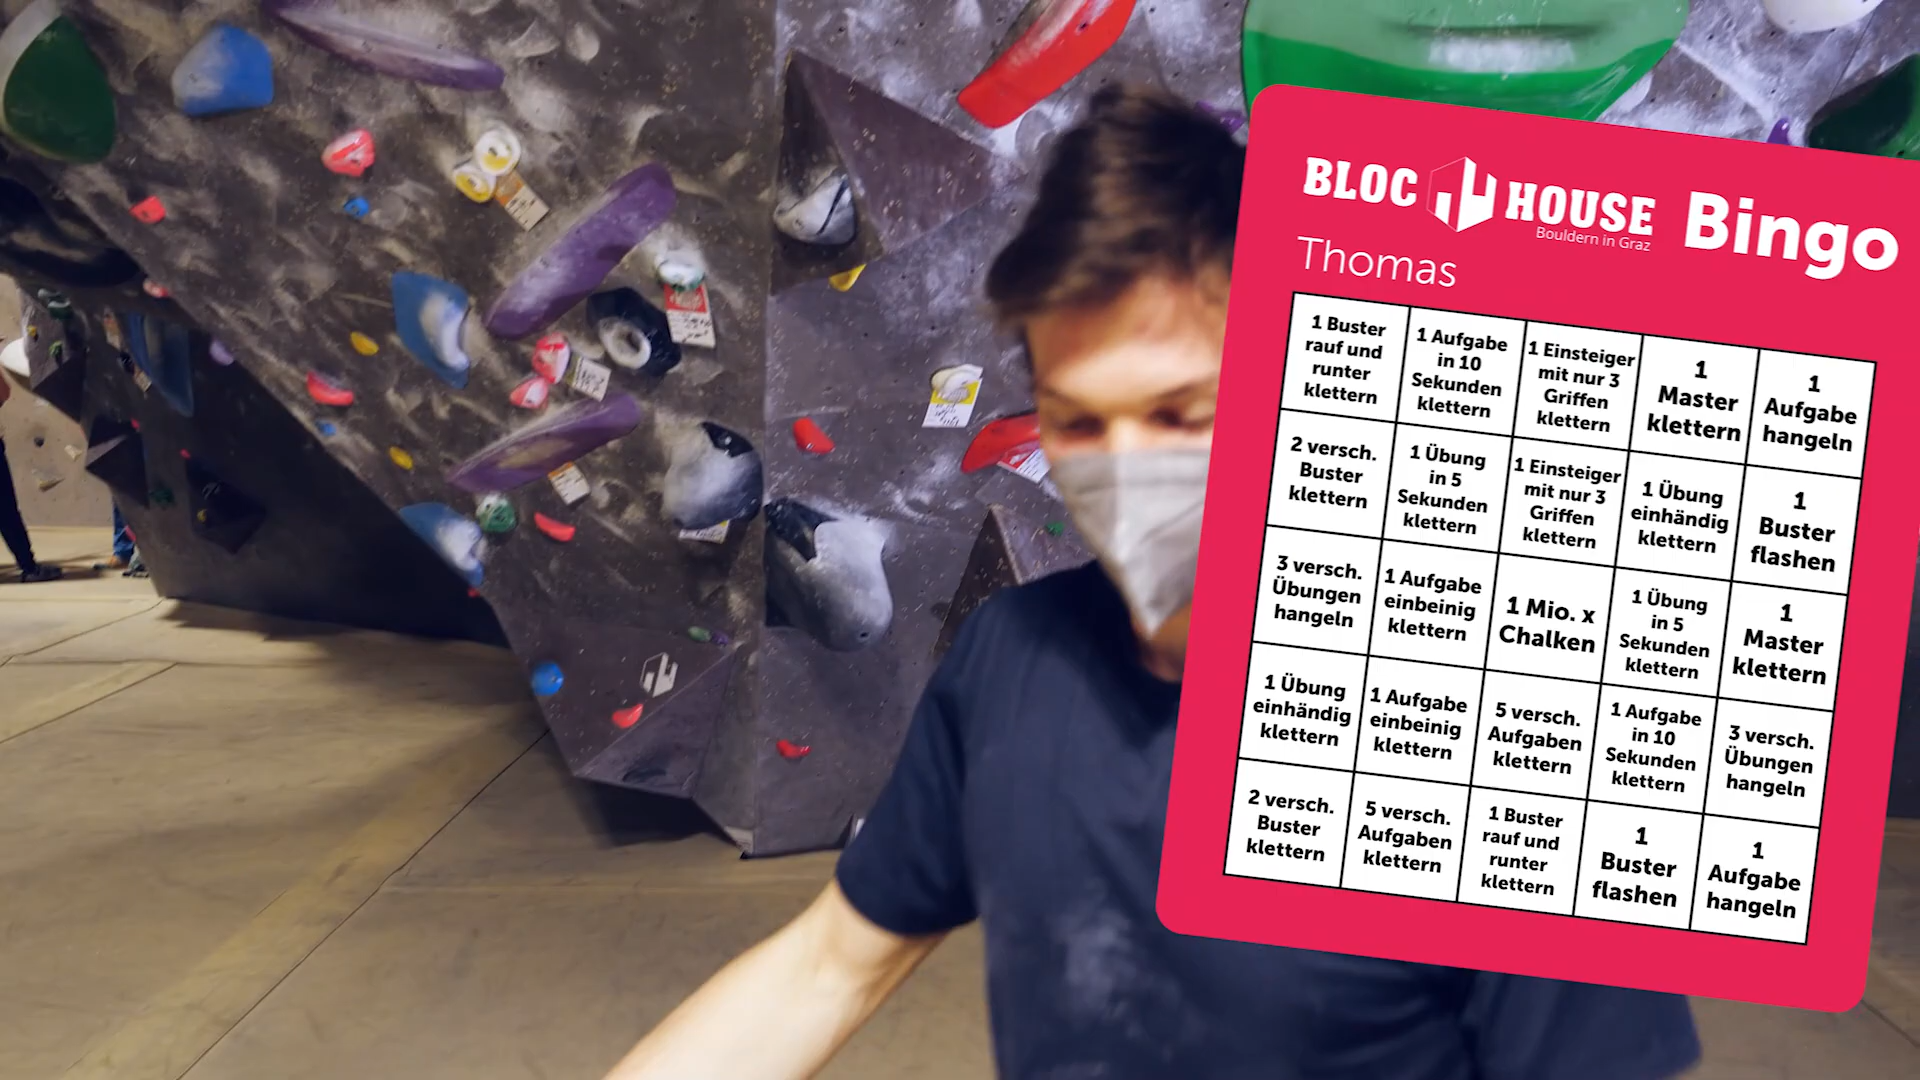 BLOC HOUSE Bingo
Bouldern in Graz
Thomas
1 Buster
rauf und
runter
klettern
1 Aufgabe
in 10
Sekunden
klettern
1 Einsteiger
mit nur 3
Griffen
klettern
1
Master
klettern
1
Aufgabe
hangeln
2 versch.
Buster
klettern
1 Übung
in 5
Sekunden
klettern
1 Einsteiger
mit nur 3
Griffen
klettern
1 Übung
einhändig
klettern
1
Buster
flashen
3 versch.
Übungen
hangeln
1 Aufgabe
einbeinig
klettern
1 Mio. x
Chalken
1 Übung
in 5
Sekunden
klettern
1
Master
klettern
1 Übung
einhändig
klettern
1 Aufgabe
einbeinig
klettern
5 versch.
Aufgaben
klettern
1 Aufgabe
in 10
Sekunden
klettern
3 versch.
Übungen
hangeln
2 versch.
Buster
klettern
5 versch.
Aufgaben
klettern
1 Buster
rauf und
runter
klettern
1
Buster
flashen
1
Aufgabe
hangeln